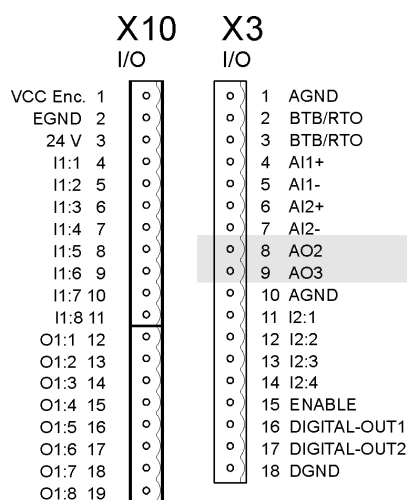 X10 X3
I/O I/O
VCC Enc. 1 1 AGND
EGND 2 2 BTB/RTO
24 V 3 3 BTB/RTO
I1:1 4 4 AI1+
I1:2 5 5 AI1-
I1:3 6 6 AI2+
I1:4 7 7 AI2-
I1:5 8 8 AO2
I1:6 9 9 AO3
I1:7 10 10 AGND
I1:8 11 11 I2:1
O1:1 12 12 I2:2
O1:2 13 13 I2:3
O1:3 14 14 I2:4
O1:4 15 15 ENABLE
O1:5 16 16 DIGITAL-OUT1
O1:6 17 17 DIGITAL-OUT2
O1:7 18 18 DGND
O1:8 19